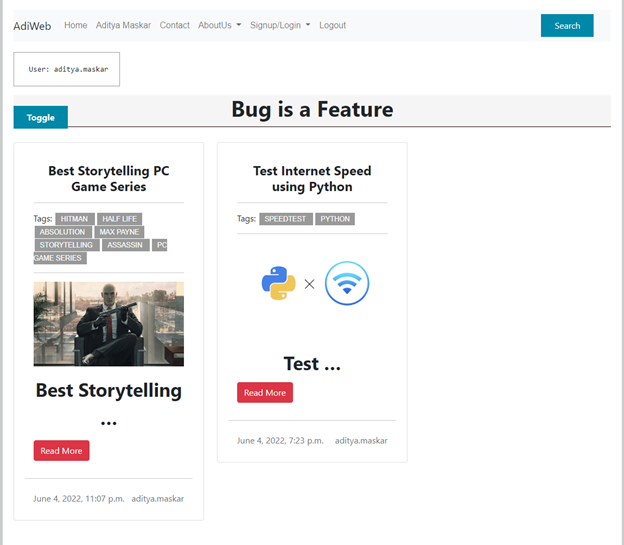 AdiWeb Home Aditya Maskar Contact AboutUs Signup/Login Logout Search
User: aditya.maskar
Bug is a Feature
Toggle
Best Storytelling PC
Game Series
Tags: HITMAN HALF LIFE
ABSOLUTION MAX PAYNE
STORYTELLING ASSASSIN PC
GAME SERIES
Best Storytelling
...
Read More
June 4, 2022, 11:07 p.m. aditya.maskar
Test Internet Speed
using Python
Tags: SPEEDTEST PYTHON
Test ...
Read More
June 4, 2022, 7:23 p.m. aditya.maskar